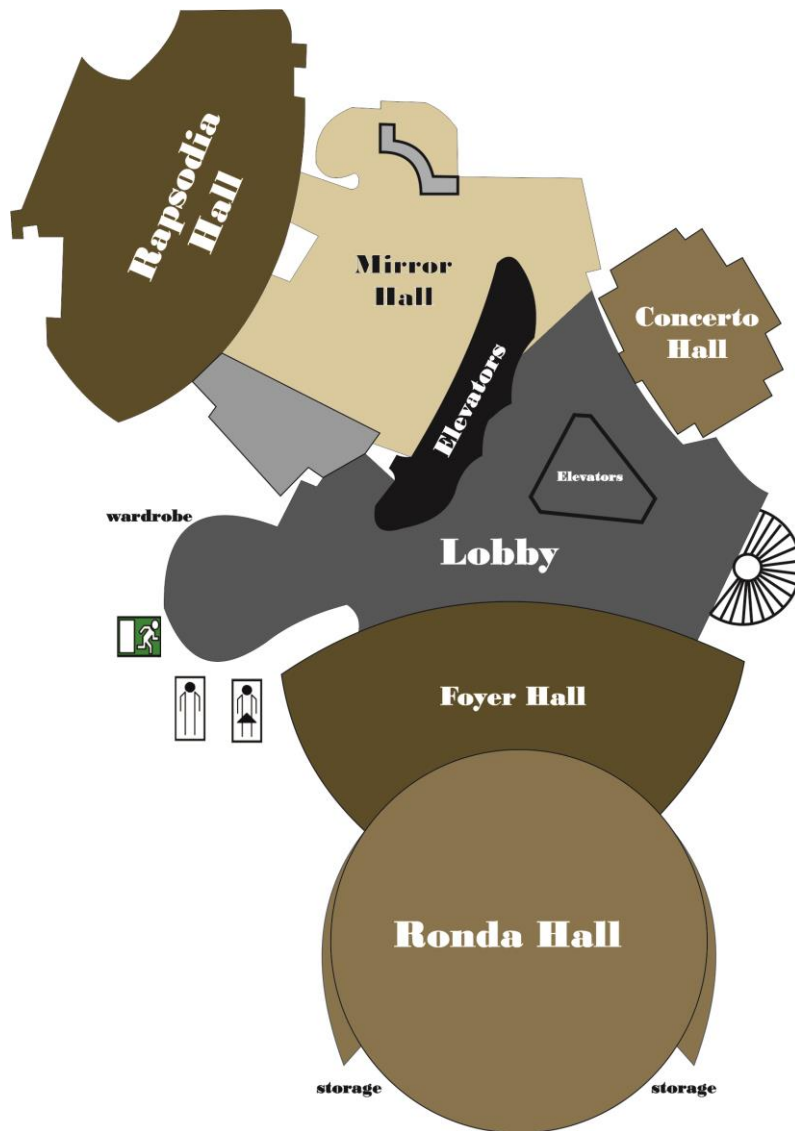 Rapsodia
Hall
Mirror
Hall
Concerto
Hall
Elevators
Elevators
wardrobe
Lobby
Foyer Hall
Ronda Hall
storage
storage